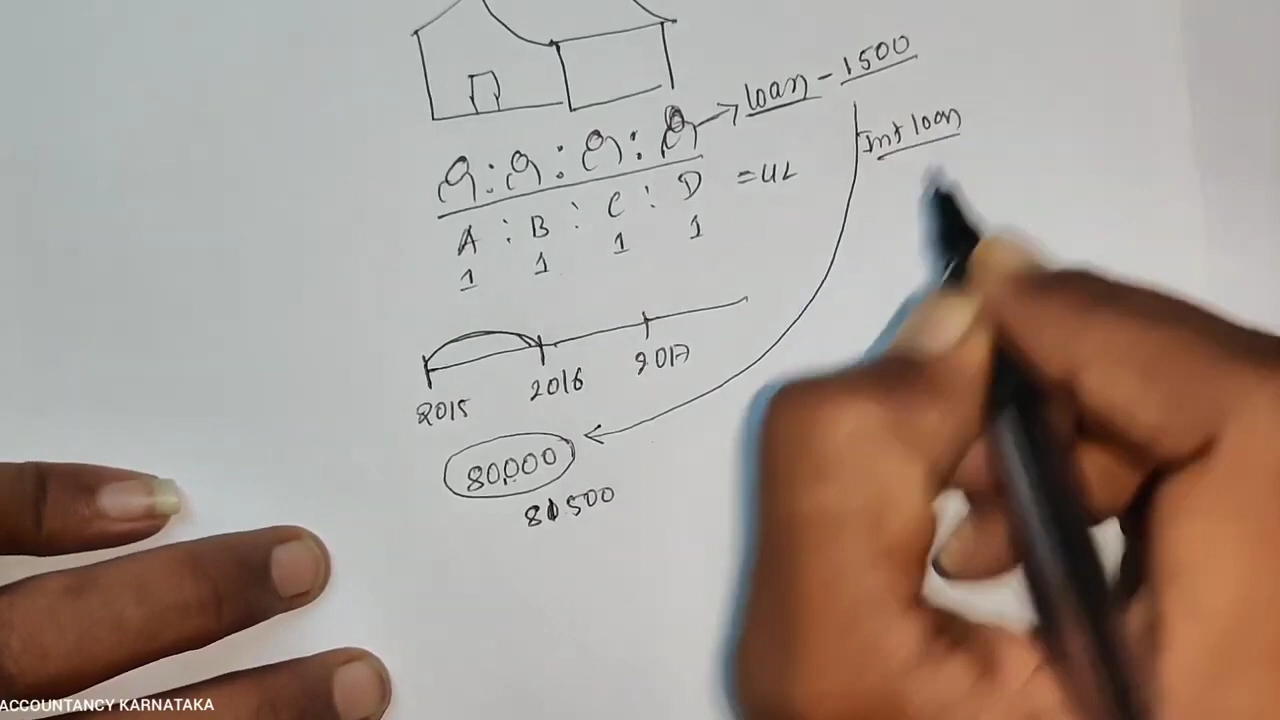 loan - 1500
Int loan
A : B : C : D = 4L
1 1 1 1
2015 2016 2017
80,000
81500
ACCOUNTANCY KARNATAKA